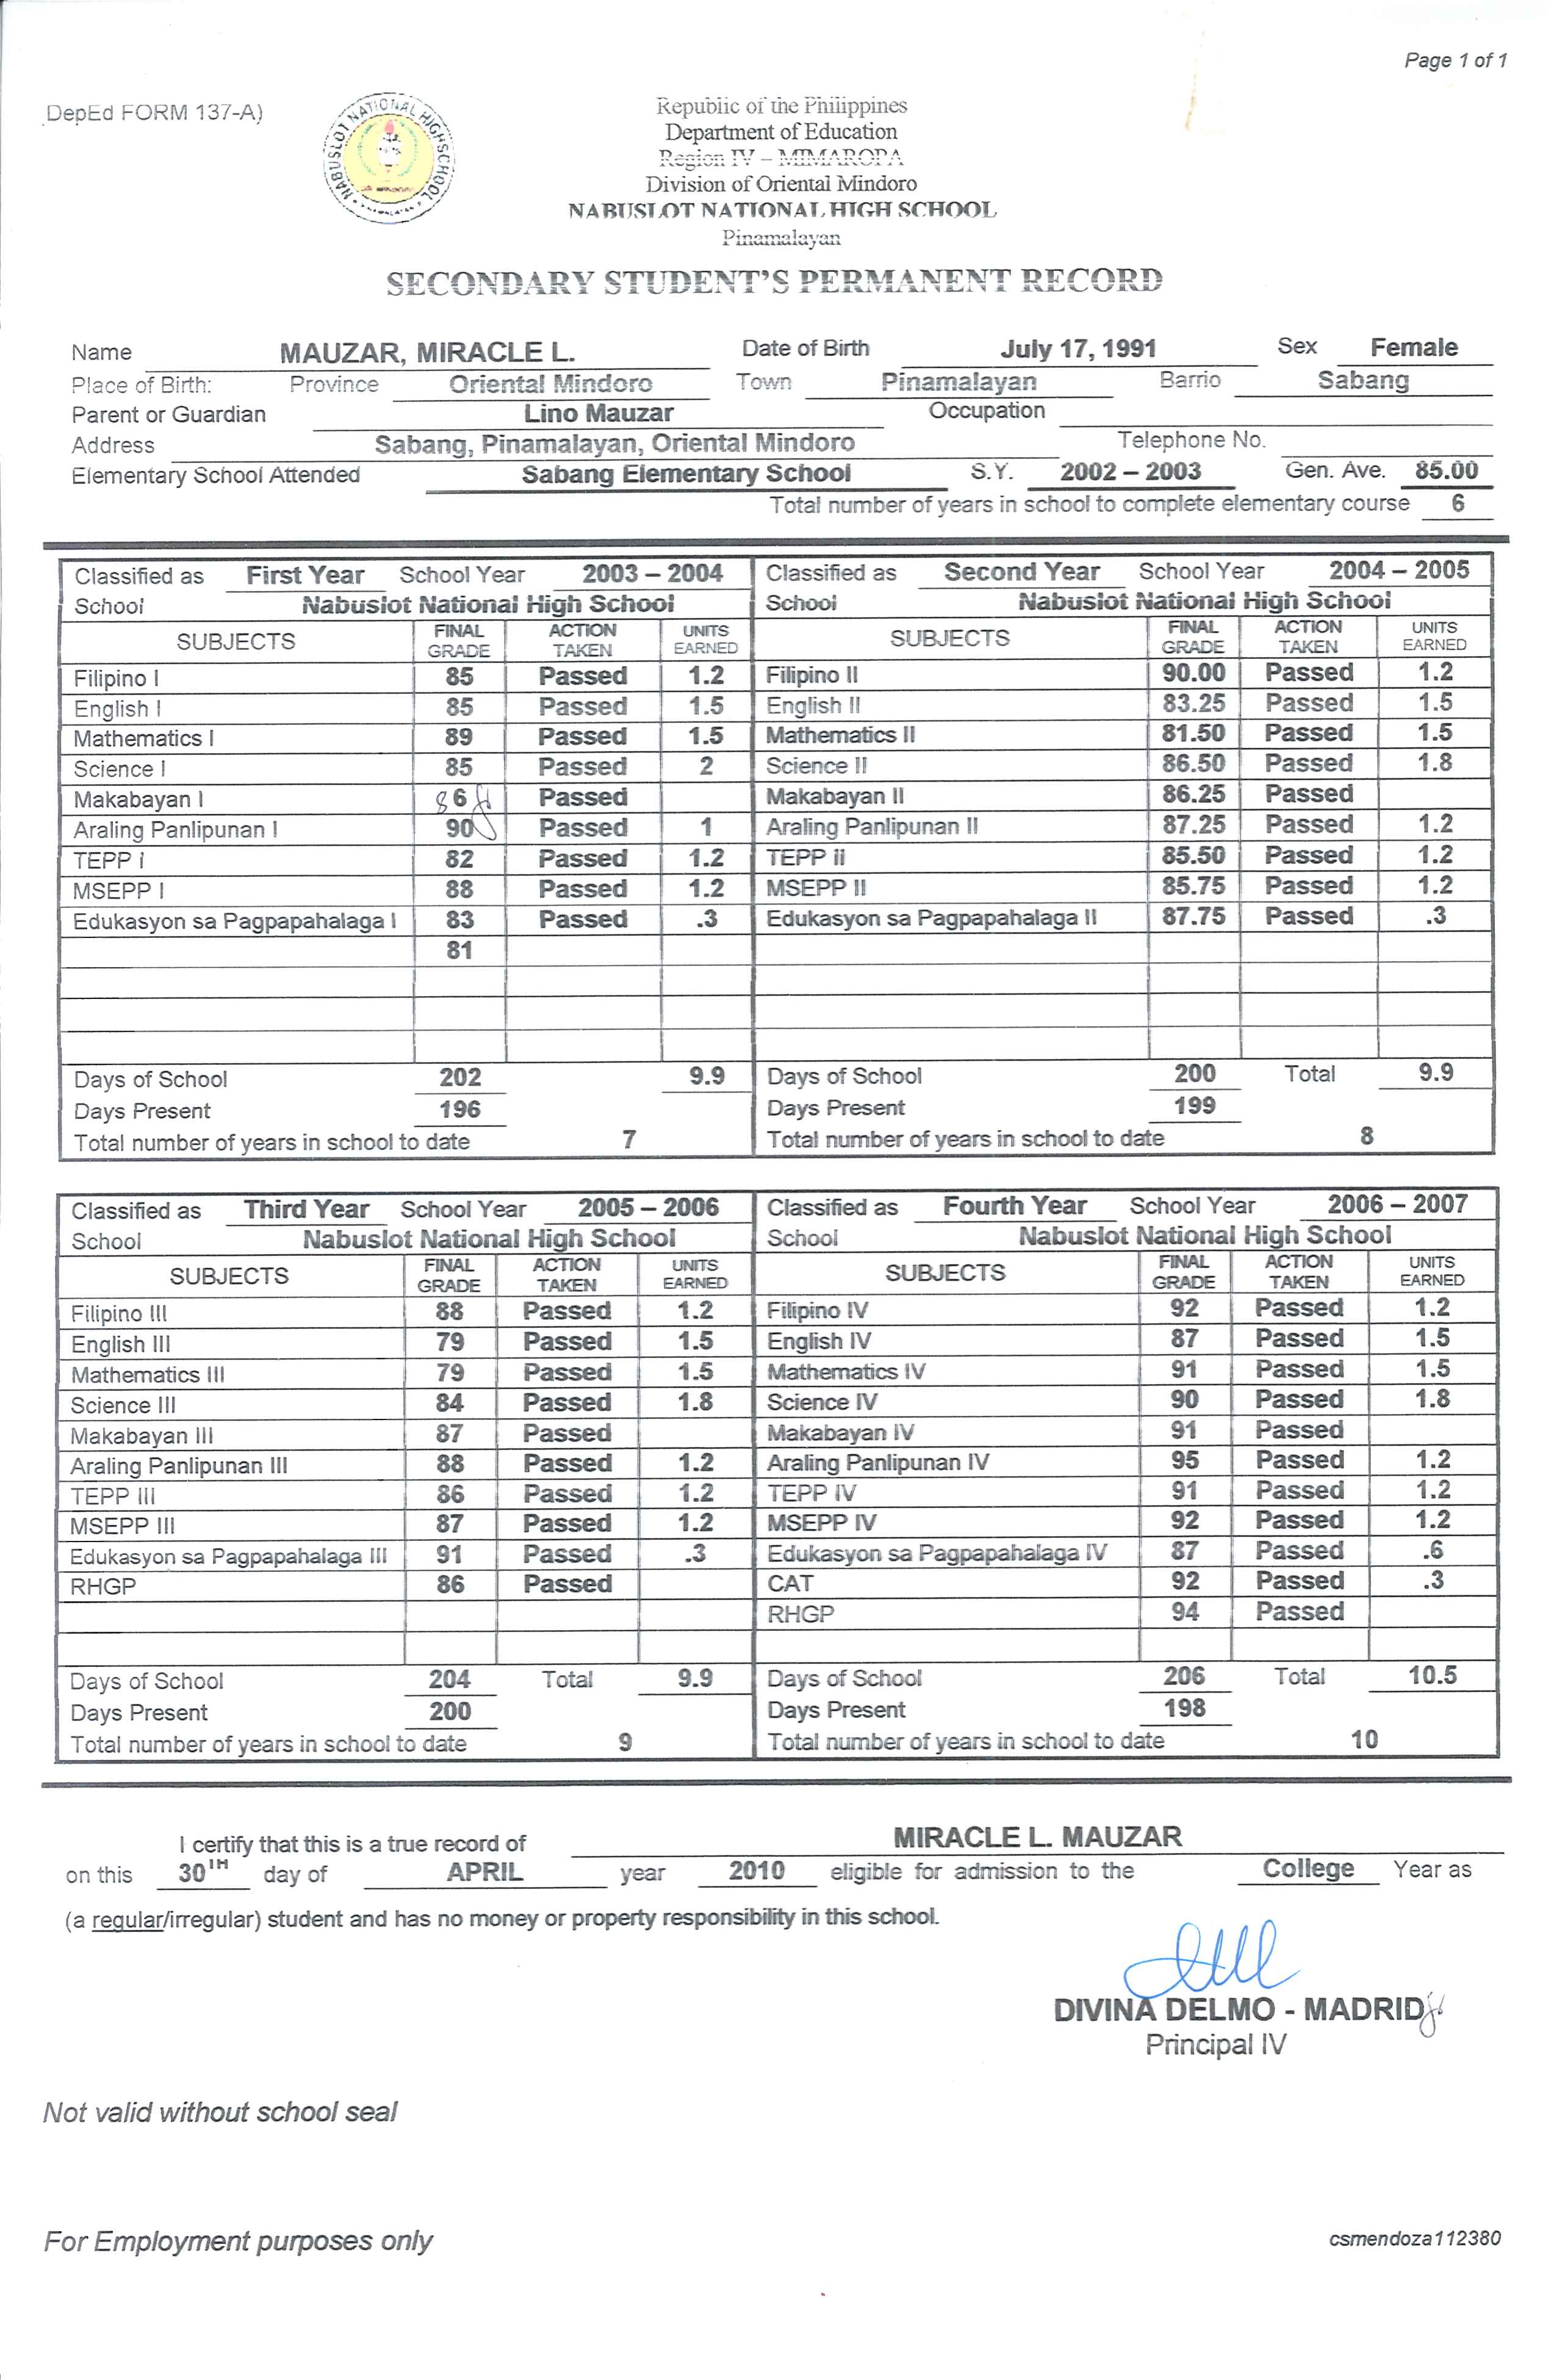 Page 1 of 1
DepEd FORM 137-A)
NABUSLOT NATIONAL HIGH SCHOOL
Republic of the Philippines
Department of Education
Region IV – MIMAROPA
Division of Oriental Mindoro
NABUSLOT NATIONAL HIGH SCHOOL
Pinamalayan
SECONDARY STUDENT'S PERMANENT RECORD
Name MAUZAR, MIRACLE L. Date of Birth July 17, 1991 Sex Female
Place of Birth: Province Oriental Mindoro Town Pinamalayan Barrio Sabang
Parent or Guardian Lino Mauzar Occupation
Address Sabang, Pinamalayan, Oriental Mindoro Telephone No.
Elementary School Attended Sabang Elementary School S.Y. 2002 – 2003 Gen. Ave. 85.00
Total number of years in school to complete elementary course 6
Classified as First Year School Year 2003 – 2004
School Nabuslot National High School
SUBJECTS FINAL GRADE ACTION TAKEN UNITS EARNED
Filipino I 85 Passed 1.2
English I 85 Passed 1.5
Mathematics I 89 Passed 1.5
Science I 85 Passed 2
Makabayan I 86 Passed
Araling Panlipunan I 90 Passed 1
TEPP I 82 Passed 1.2
MSEPP I 88 Passed 1.2
Edukasyon sa Pagpapahalaga I 83 Passed .3
81
Days of School 202 9.9
Days Present 196
Total number of years in school to date 7
Classified as Second Year School Year 2004 – 2005
School Nabuslot National High School
SUBJECTS FINAL GRADE ACTION TAKEN UNITS EARNED
Filipino II 90.00 Passed 1.2
English II 83.25 Passed 1.5
Mathematics II 81.50 Passed 1.5
Science II 86.50 Passed 1.8
Makabayan II 86.25 Passed
Araling Panlipunan II 87.25 Passed 1.2
TEPP ii 85.50 Passed 1.2
MSEPP II 85.75 Passed 1.2
Edukasyon sa Pagpapahalaga II 87.75 Passed .3
Days of School 200 Total 9.9
Days Present 199
Total number of years in school to date 8
Classified as Third Year School Year 2005 – 2006
School Nabuslot National High School
SUBJECTS FINAL GRADE ACTION TAKEN UNITS EARNED
Filipino III 88 Passed 1.2
English III 79 Passed 1.5
Mathematics III 79 Passed 1.5
Science III 84 Passed 1.8
Makabayan III 87 Passed
Araling Panlipunan III 88 Passed 1.2
TEPP III 86 Passed 1.2
MSEPP III 87 Passed 1.2
Edukasyon sa Pagpapahalaga III 91 Passed .3
RHGP 86 Passed
Days of School 204 Total 9.9
Days Present 200
Total number of years in school to date 9
Classified as Fourth Year School Year 2006 – 2007
School Nabuslot National High School
SUBJECTS FINAL GRADE ACTION TAKEN UNITS EARNED
Filipino IV 92 Passed 1.2
English IV 87 Passed 1.5
Mathematics IV 91 Passed 1.5
Science IV 90 Passed 1.8
Makabayan IV 91 Passed
Araling Panlipunan IV 95 Passed 1.2
TEPP IV 91 Passed 1.2
MSEPP IV 92 Passed 1.2
Edukasyon sa Pagpapahalaga IV 87 Passed .6
CAT 92 Passed .3
RHGP 94 Passed
Days of School 206 Total 10.5
Days Present 198
Total number of years in school to date 10
I certify that this is a true record of MIRACLE L. MAUZAR
on this 30TH day of APRIL year 2010 eligible for admission to the College Year as
(a regular/irregular) student and has no money or property responsibility in this school.
DIVINA DELMO - MADRID
Principal IV
Not valid without school seal
For Employment purposes only
csmendoza112380